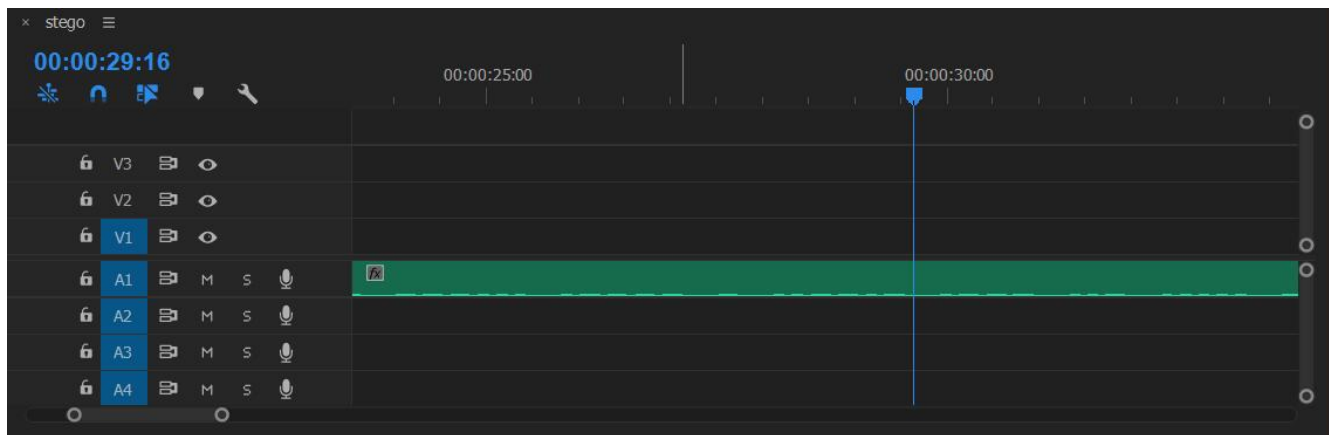 × stego ≡
00:00:29:16
00:00:25:00 00:00:30:00
V3
V2
V1
fx
A1 M S
A2 M S
A3 M S
A4 M S